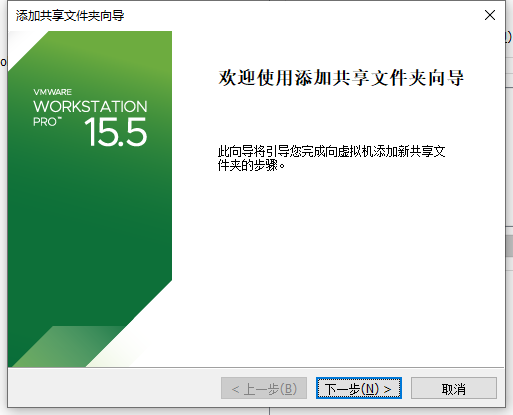 添加共享文件夹向导
VMWARE
WORKSTATION
PRO™
15.5
欢迎使用添加共享文件夹向导
此向导将引导您完成向虚拟机添加新共享文
件夹的步骤。
< 上一步(B)
下一步(N) >
取消